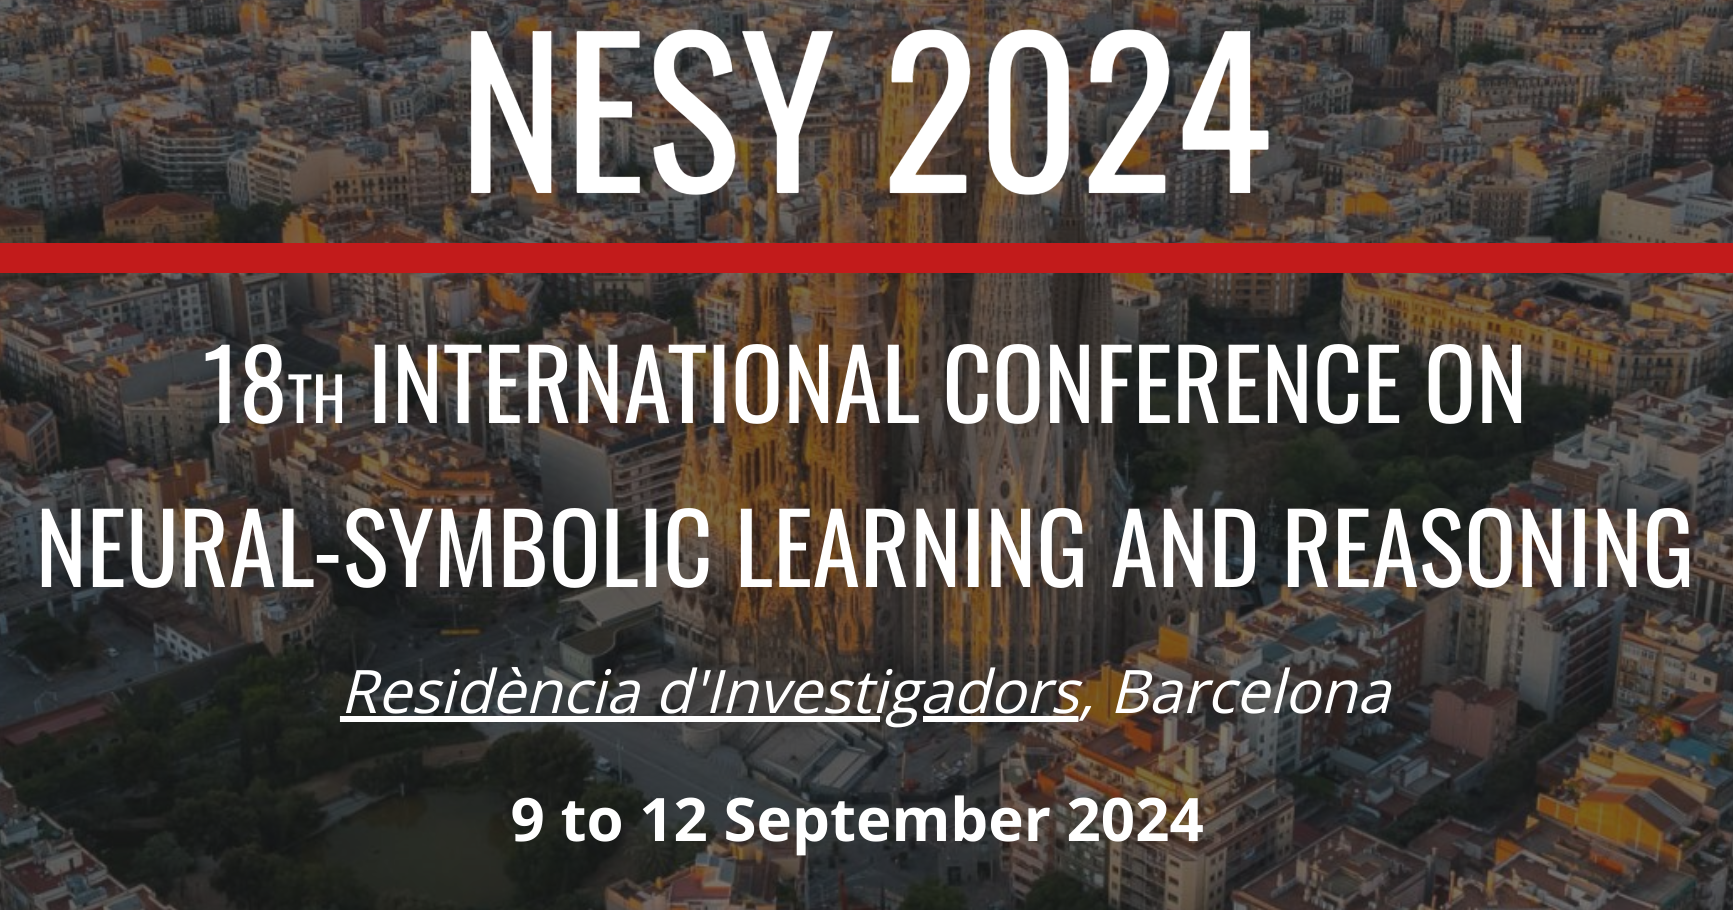 NESY 2024
18TH INTERNATIONAL CONFERENCE ON
NEURAL-SYMBOLIC LEARNING AND REASONING
Residència d'Investigadors, Barcelona
9 to 12 September 2024